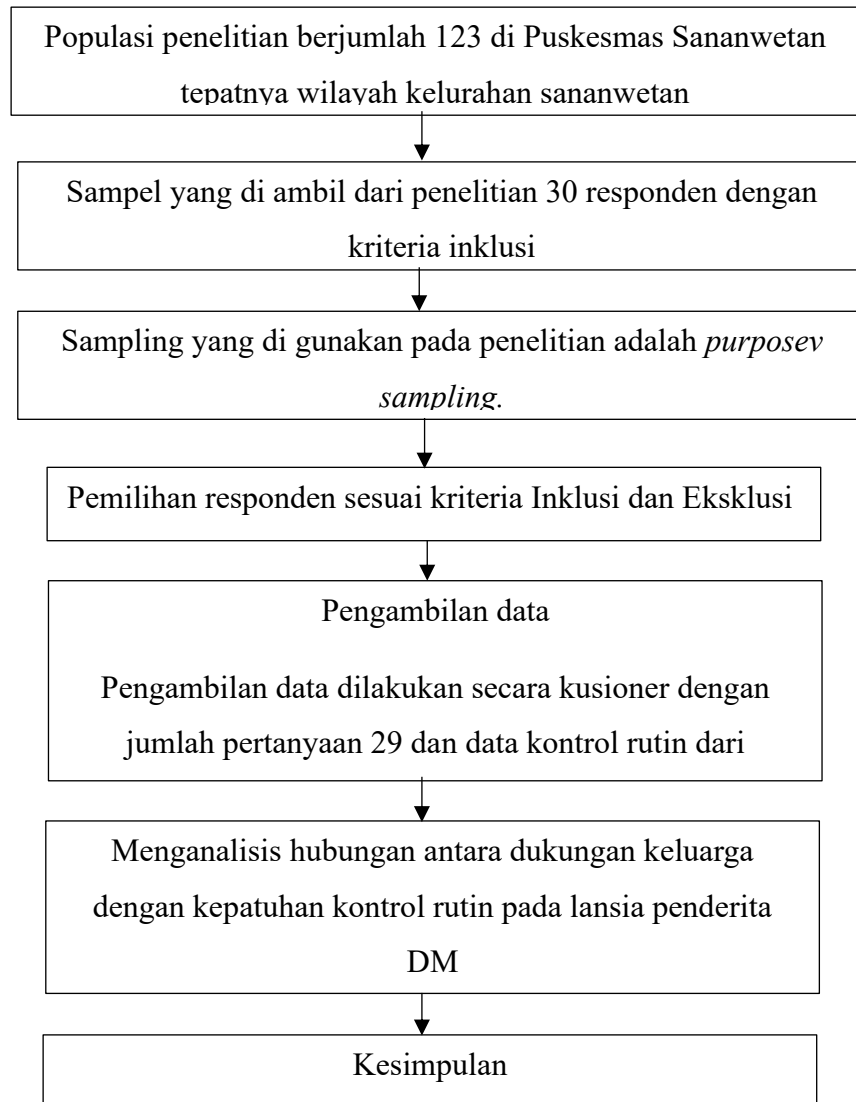 Populasi penelitian berjumlah 123 di Puskesmas Sananwetan
tepatnya wilayah kelurahan sananwetan
Sampel yang di ambil dari penelitian 30 responden dengan
kriteria inklusi
Sampling yang di gunakan pada penelitian adalah purposev
sampling.
Pemilihan responden sesuai kriteria Inklusi dan Eksklusi
Pengambilan data
Pengambilan data dilakukan secara kusioner dengan
jumlah pertanyaan 29 dan data kontrol rutin dari
Menganalisis hubungan antara dukungan keluarga
dengan kepatuhan kontrol rutin pada lansia penderita
DM
Kesimpulan